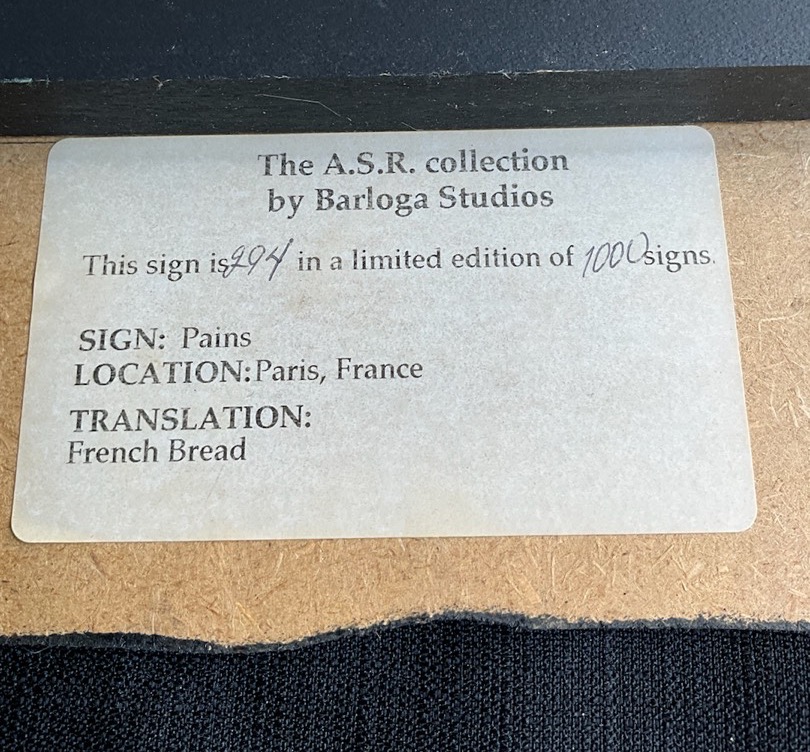 The A.S.R. collection
by Barloga Studios
This sign is 294 in a limited edition of 1000 signs.
SIGN: Pains
LOCATION: Paris, France
TRANSLATION:
French Bread